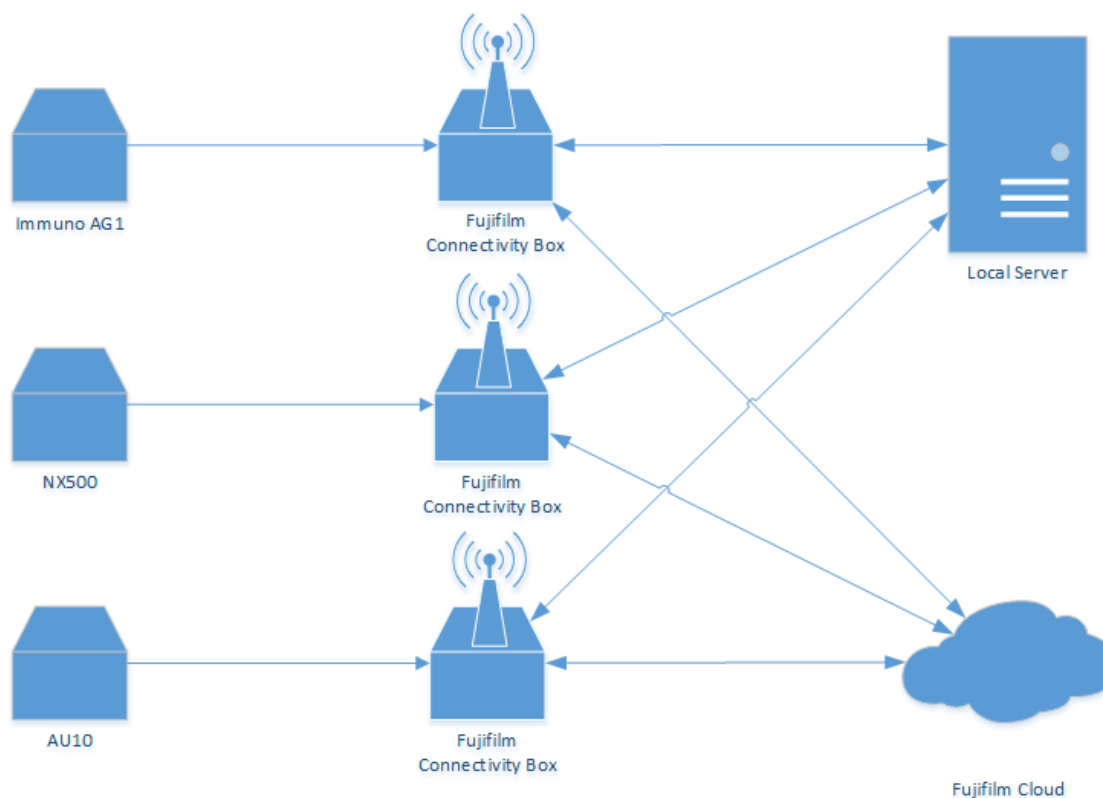 Immuno AG1
Fujifilm
Connectivity Box
Local Server
NX500
Fujifilm
Connectivity Box
AU10
Fujifilm
Connectivity Box
Fujifilm Cloud